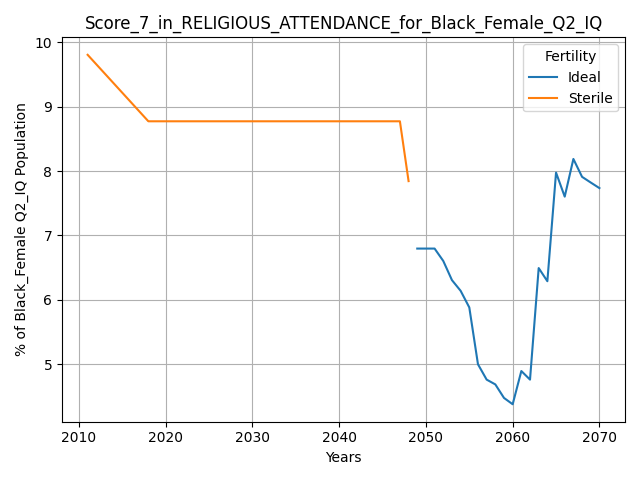 Score_7_in_RELIGIOUS_ATTENDANCE_for_Black_Female_Q2_IQ
10
9
8
7
6
5
% of Black_Female Q2_IQ Population
Fertility
Ideal
Sterile
2010 2020 2030 2040 2050 2060 2070
Years